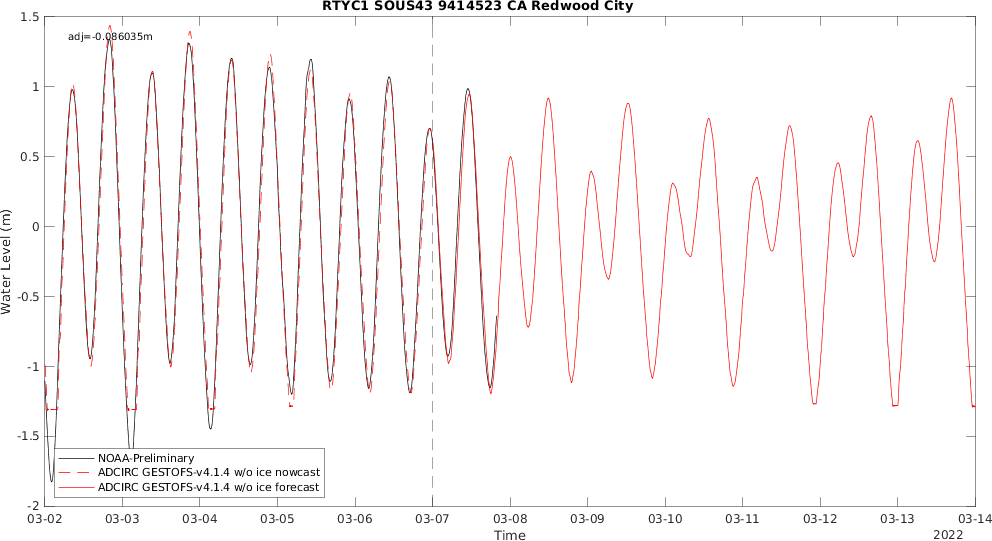 RTYC1 SOUS43 9414523 CA Redwood City
adj=-0.086035m
1.5
1
0.5
0
-0.5
-1
-1.5
-2
Water Level (m)
NOAA-Preliminary
ADCIRC GESTOFS-v4.1.4 w/o ice nowcast
ADCIRC GESTOFS-v4.1.4 w/o ice forecast
03-02 03-03 03-04 03-05 03-06 03-07 03-08 03-09 03-10 03-11 03-12 03-13 03-14
Time
2022